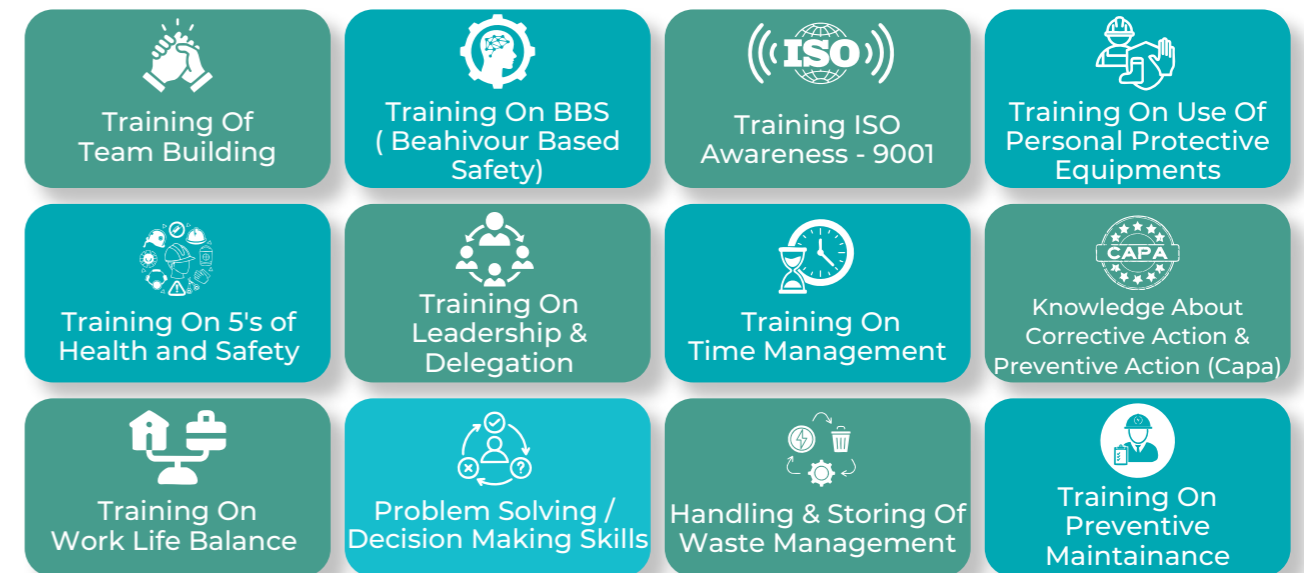 Training Of
Team Building
Training On BBS
( Beahivour Based
Safety)
ISO
Training ISO
Awareness - 9001
Training On Use Of
Personal Protective
Equipments
Training On 5's of
Health and Safety
Training On
Leadership &
Delegation
Training On
Time Management
CAPA
Knowledge About
Corrective Action &
Preventive Action (Capa)
Training On
Work Life Balance
Problem Solving /
Decision Making Skills
Handling & Storing Of
Waste Management
Training On
Preventive
Maintainance